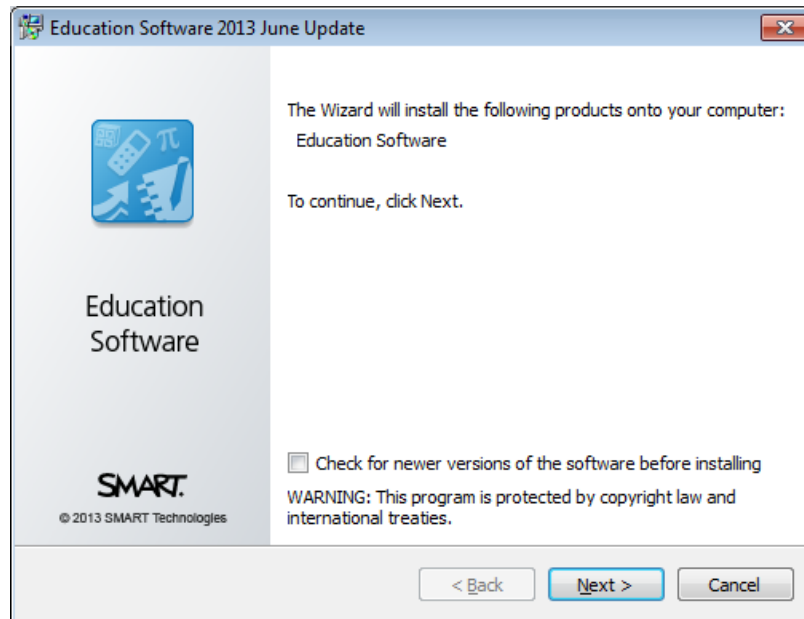 Education Software 2013 June Update
The Wizard will install the following products onto your computer:
Education Software
To continue, click Next.
Education
Software
Check for newer versions of the software before installing
SMART.
WARNING: This program is protected by copyright law and
© 2013 SMART Technologies
international treaties.
< Back
Next >
Cancel